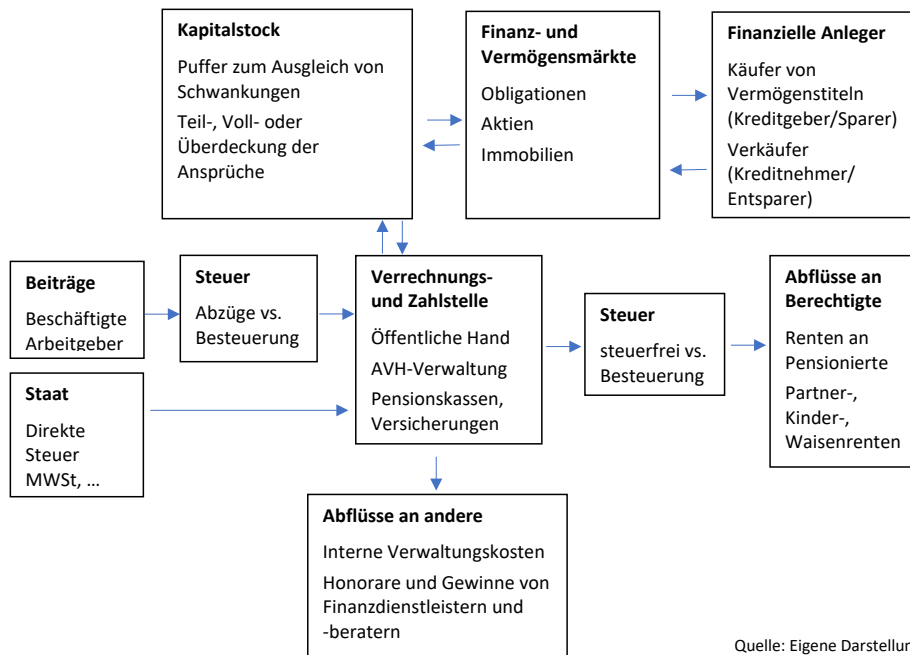 Kapitalstock
Puffer zum Ausgleich von
Schwankungen
Teil-, Voll- oder
Überdeckung der
Ansprüche
Finanz- und
Vermögensmärkte
Obligationen
Aktien
Immobilien
Finanzielle Anleger
Käufer von
Vermögenstiteln
(Kreditgeber/Sparer)
Verkäufer
(Kreditnehmer/
Entsparer)
Beiträge
Beschäftigte
Arbeitgeber
Steuer
Abzüge vs.
Besteuerung
Verrechnungs-
und Zahlstelle
Öffentliche Hand
AVH-Verwaltung
Pensionskassen,
Versicherungen
Steuer
steuerfrei vs.
Besteuerung
Abflüsse an
Berechtigte
Renten an
Pensionierte
Partner-,
Kinder-,
Waisenrenten
Staat
Direkte
Steuer
MWSt, ...
Abflüsse an andere
Interne Verwaltungskosten
Honorare und Gewinne von
Finanzdienstleistern und
-beratern
Quelle: Eigene Darstellun